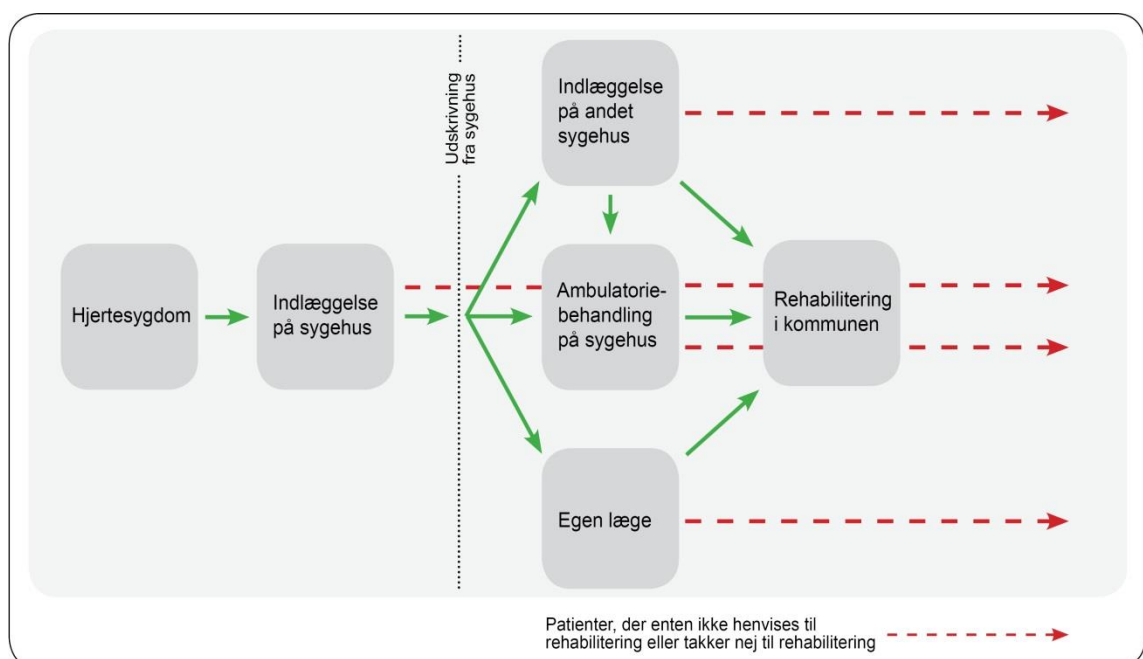 Hjertesygdom
Indlæggelse
på sygehus
Udskrivning
fra sygehus
Indlæggelse
på andet
sygehus
Ambulatorie-
behandling
på sygehus
Egen læge
Rehabilitering
i kommunen
Patienter, der enten ikke henvises til
rehabilitering eller takker nej til rehabilitering